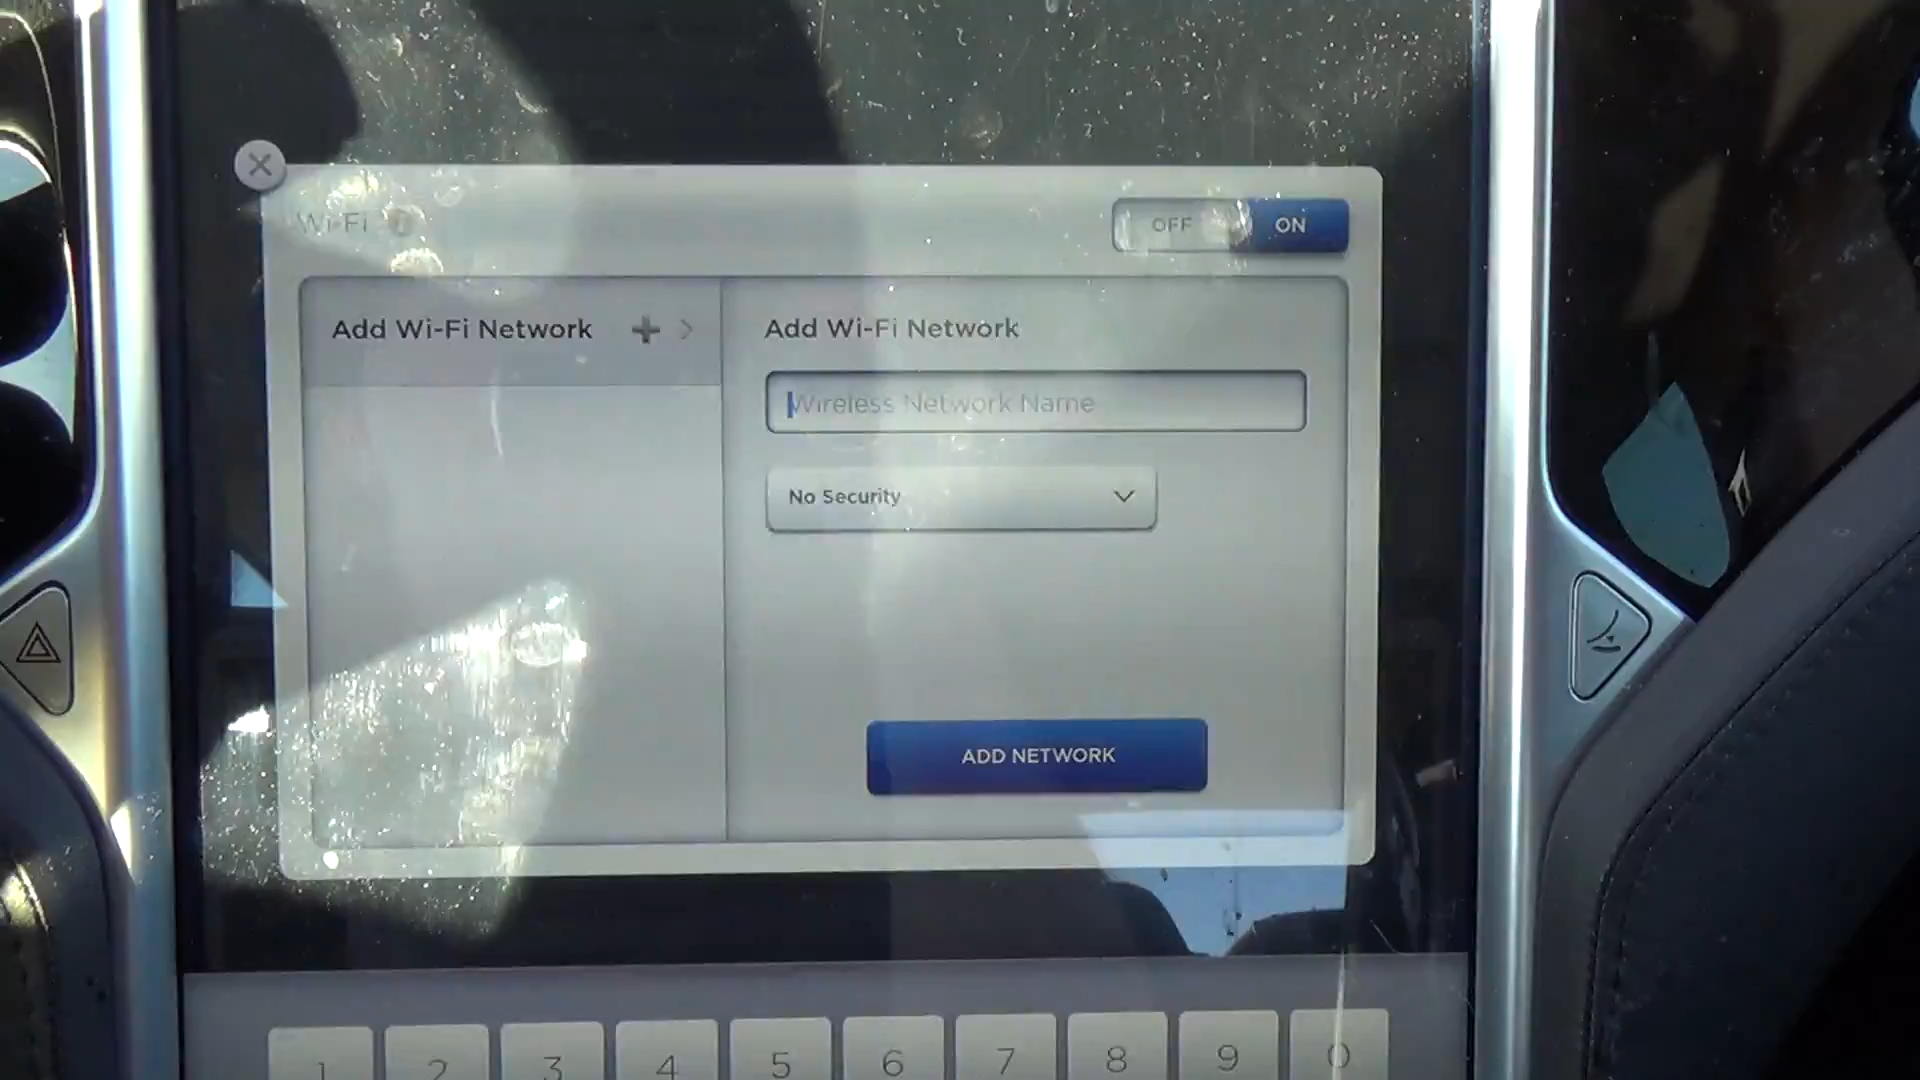 Wi-Fi
OFF ON
Add Wi-Fi Network +
Add Wi-Fi Network
Wireless Network Name
No Security
ADD NETWORK
1 2 3 4 5 6 7 8 9 0